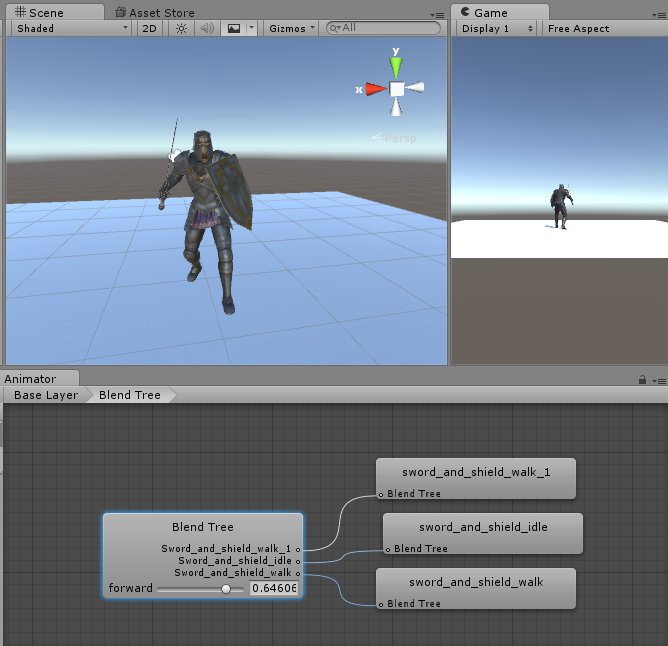 Scene Asset Store
Shaded 2D Gizmos All
y
x
Persp
Game
Display 1 Free Aspect
Animator
Base Layer Blend Tree
Blend Tree
Sword_and_shield_walk_1
Sword_and_shield_idle
Sword_and_shield_walk
forward 0.64606
sword_and_shield_walk_1
Blend Tree
sword_and_shield_idle
Blend Tree
sword_and_shield_walk
Blend Tree